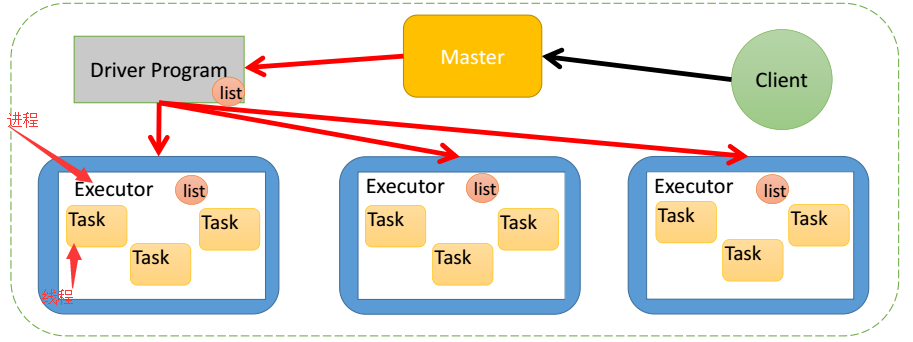 Master
Driver Program
Client
list
进程
Executor
list
Task
Task
Task
线程
Executor
list
Task
Task
Task
Executor
list
Task
Task
Task